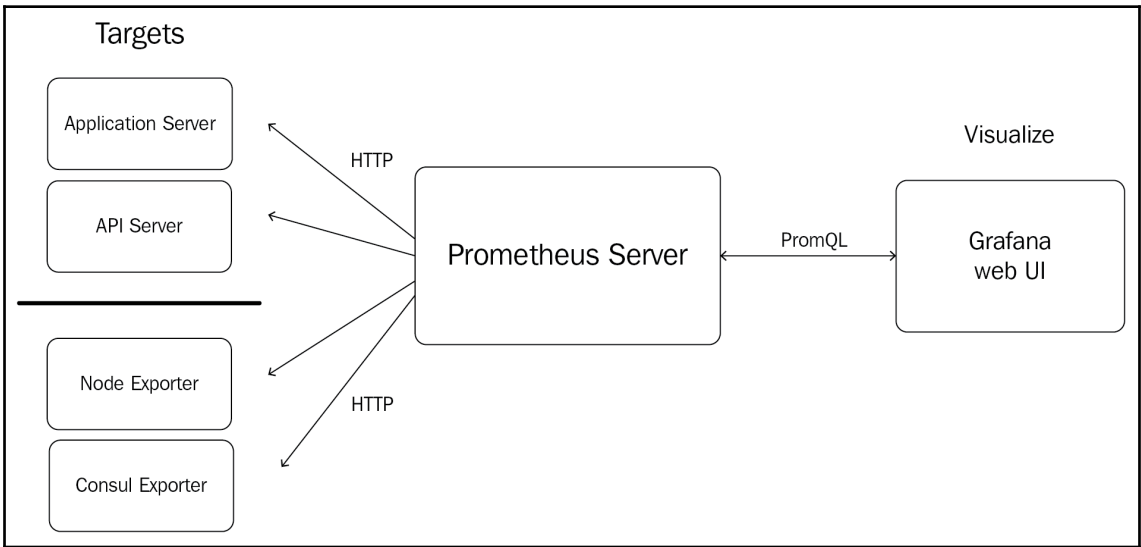 Targets
Application Server
API Server
Node Exporter
Consul Exporter
HTTP
HTTP
Prometheus Server
PromQL
Visualize
Grafana
web UI